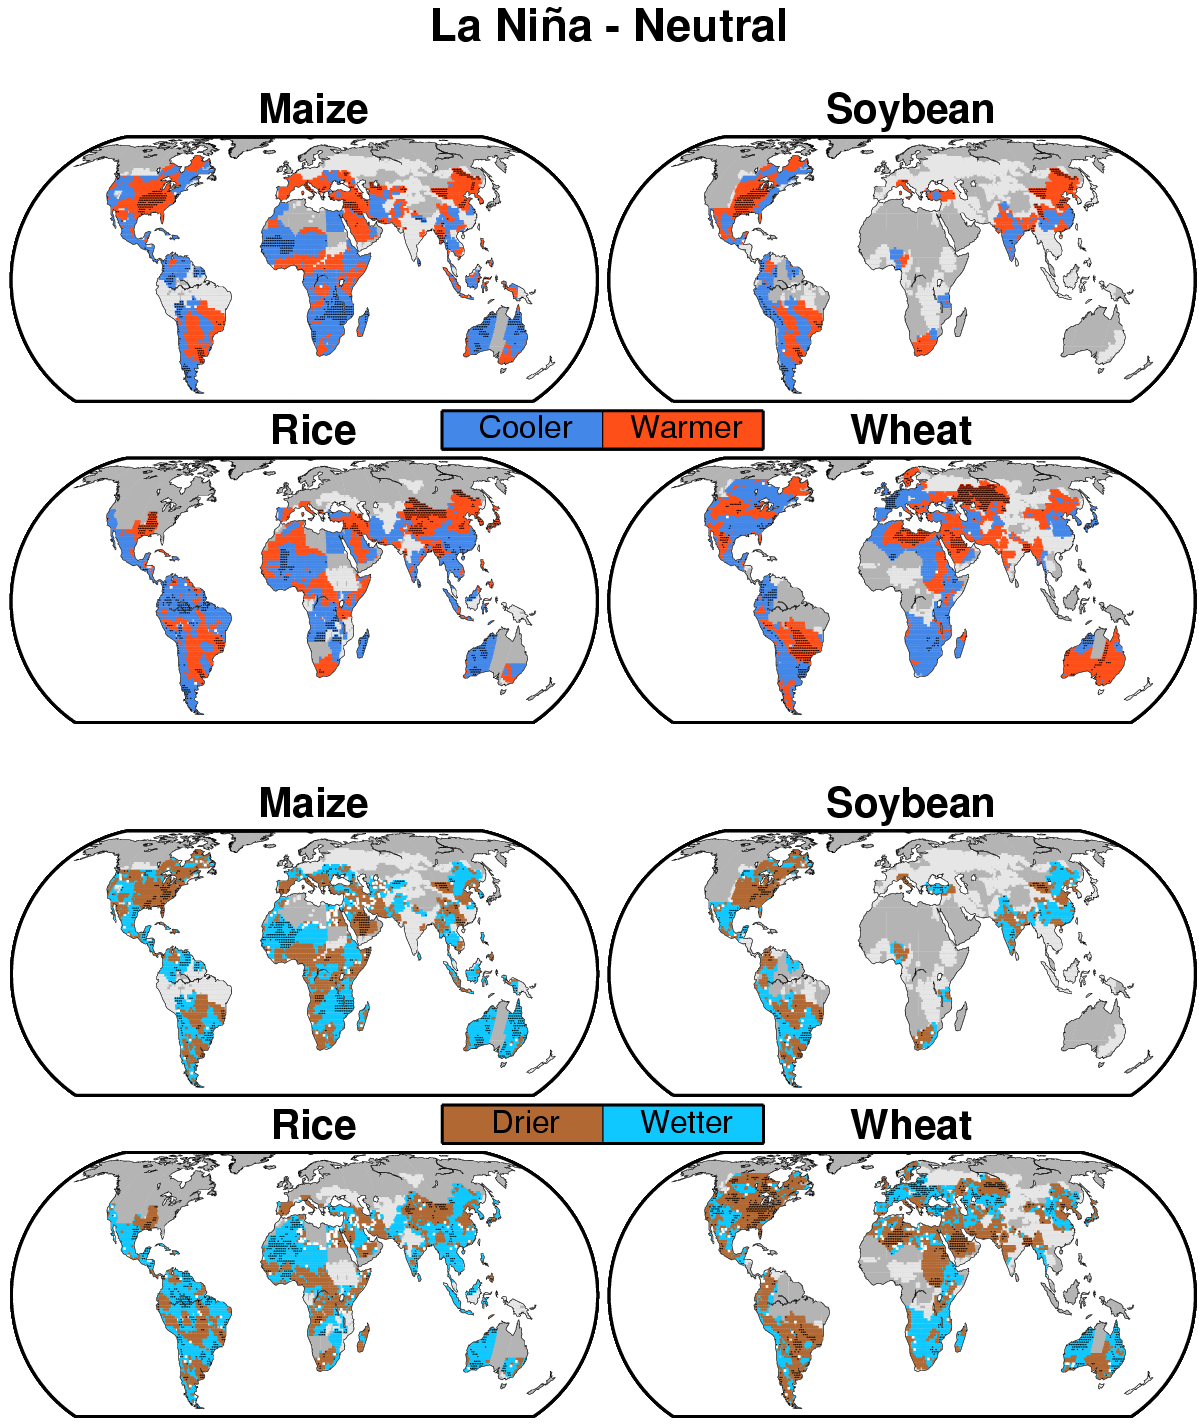 La Niña - Neutral
Maize
Soybean
Rice
Cooler
Warmer
Wheat
Maize
Soybean
Rice
Drier
Wetter
Wheat